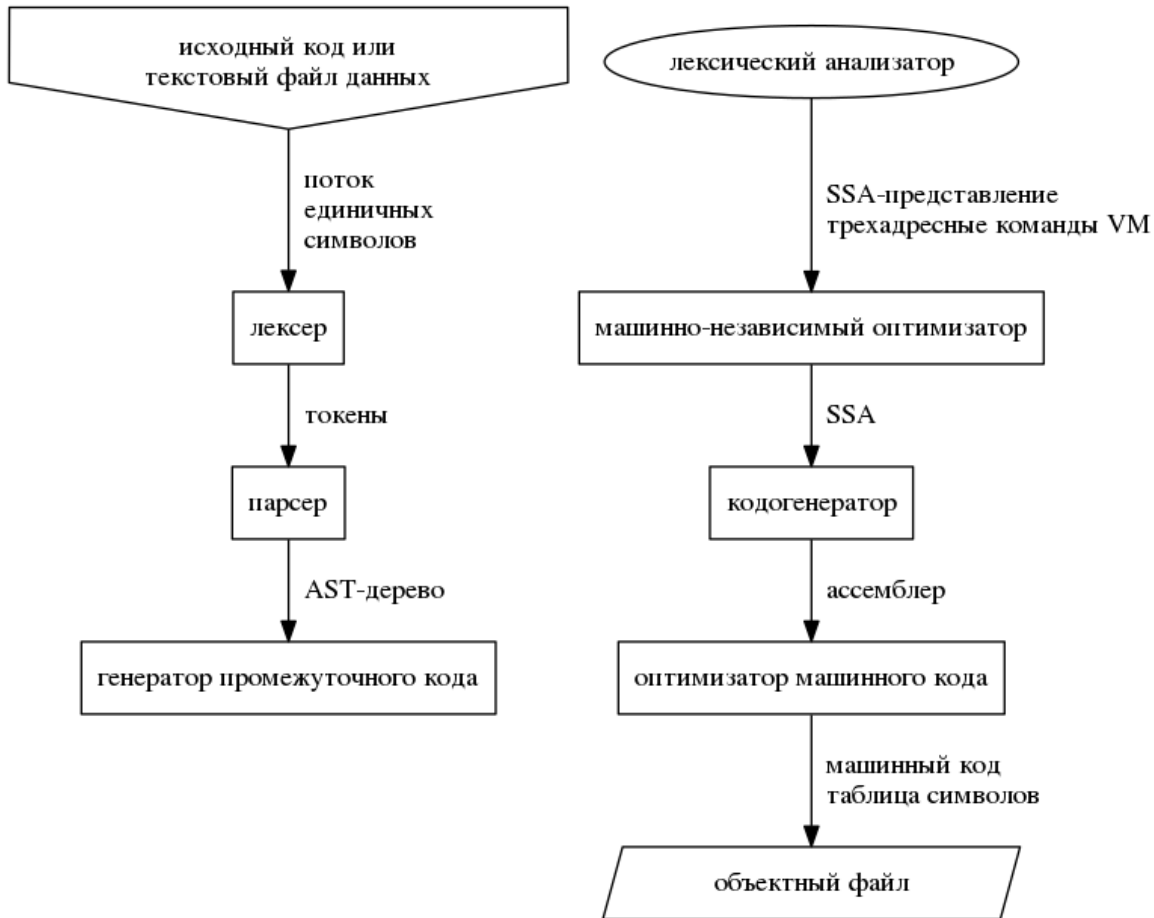 исходный код или
текстовый файл данных
поток
единичных
символов
лексер
токены
парсер
AST-дерево
генератор промежуточного кода
лексический анализатор
SSA-представление
трехадресные команды VM
машинно-независимый оптимизатор
SSA
кодогенератор
ассемблер
оптимизатор машинного кода
машинный код
таблица символов
объектный файл